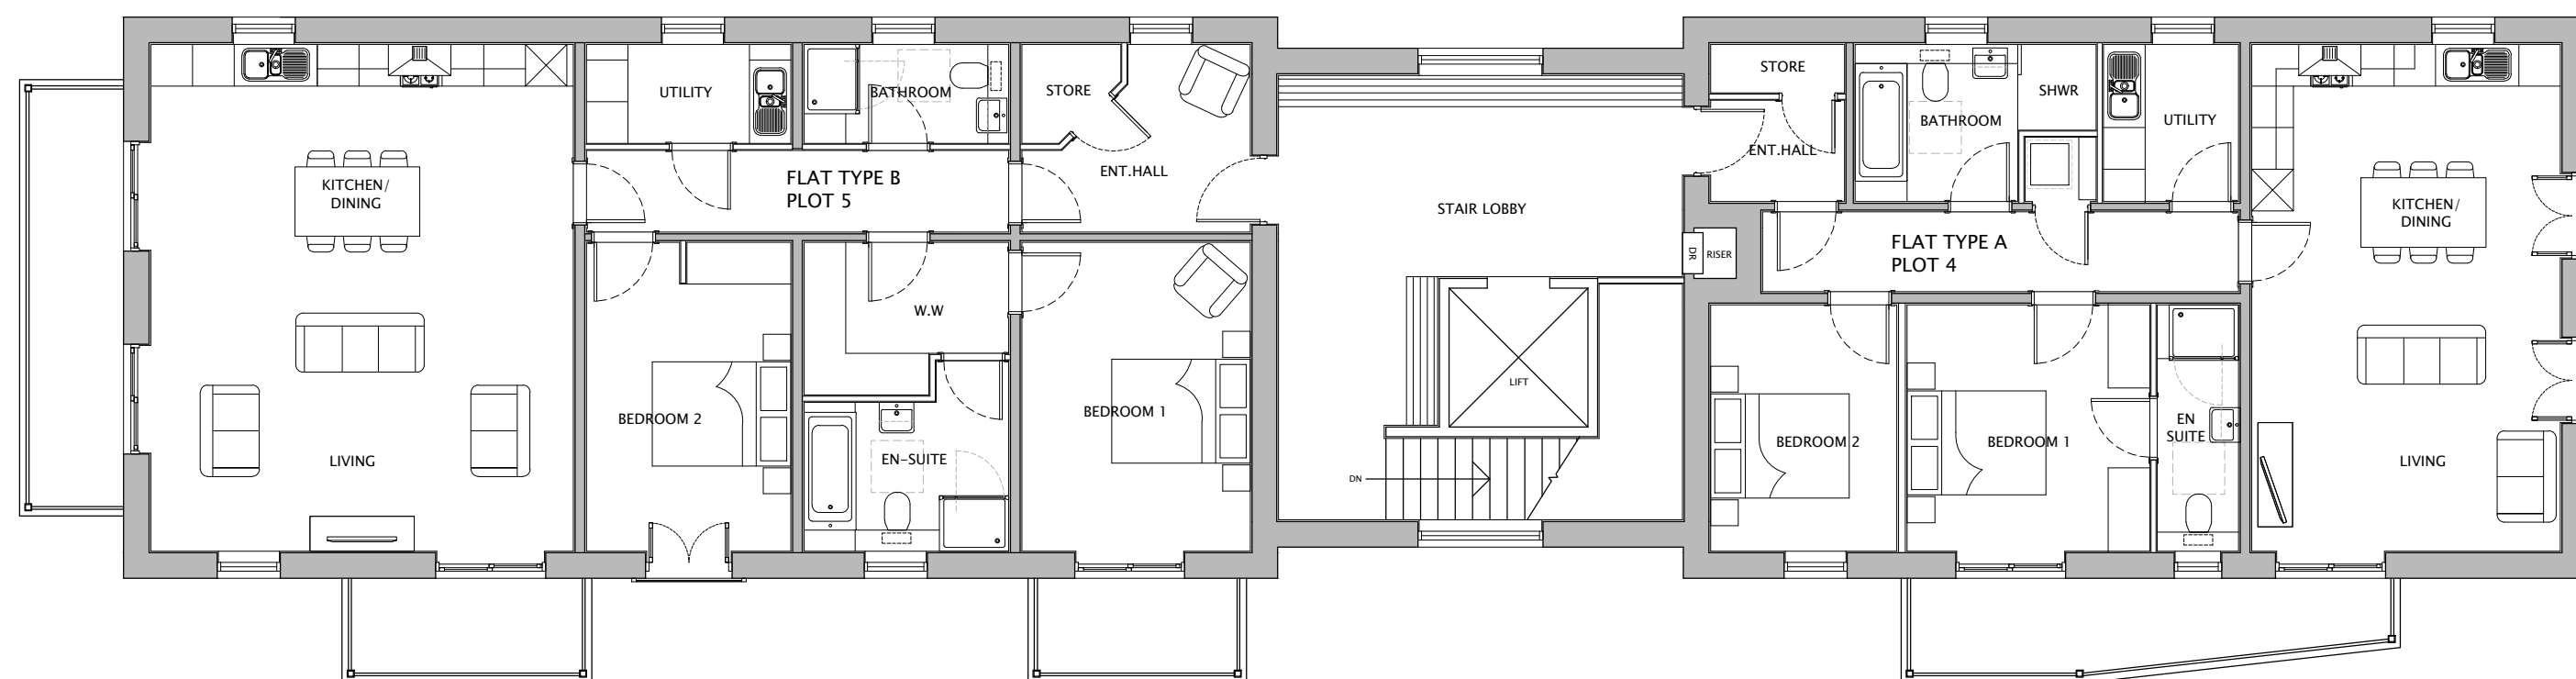 KITCHEN/
DINING
LIVING
UTILITY
BATHROOM
STORE
ENT.HALL
FLAT TYPE B
PLOT 5
BEDROOM 2
W.W
EN-SUITE
BEDROOM 1
STAIR LOBBY
LIFT
DN
DR
RISER
STORE
ENT.HALL
BATHROOM
SHWR
UTILITY
FLAT TYPE A
PLOT 4
BEDROOM 2
BEDROOM 1
EN
SUITE
KITCHEN/
DINING
LIVING